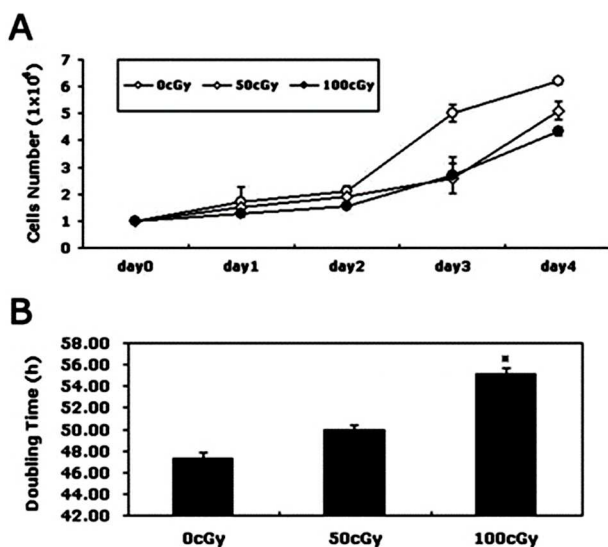 A
Cells Number (1x10⁶)
7
6
5
4
3
2
1
0
0cGy 50cGy 100cGy
day0 day1 day2 day3 day4
B
Doubling Time (h)
58.00
56.00
54.00
52.00
50.00
48.00
46.00
44.00
42.00
0cGy 50cGy 100cGy